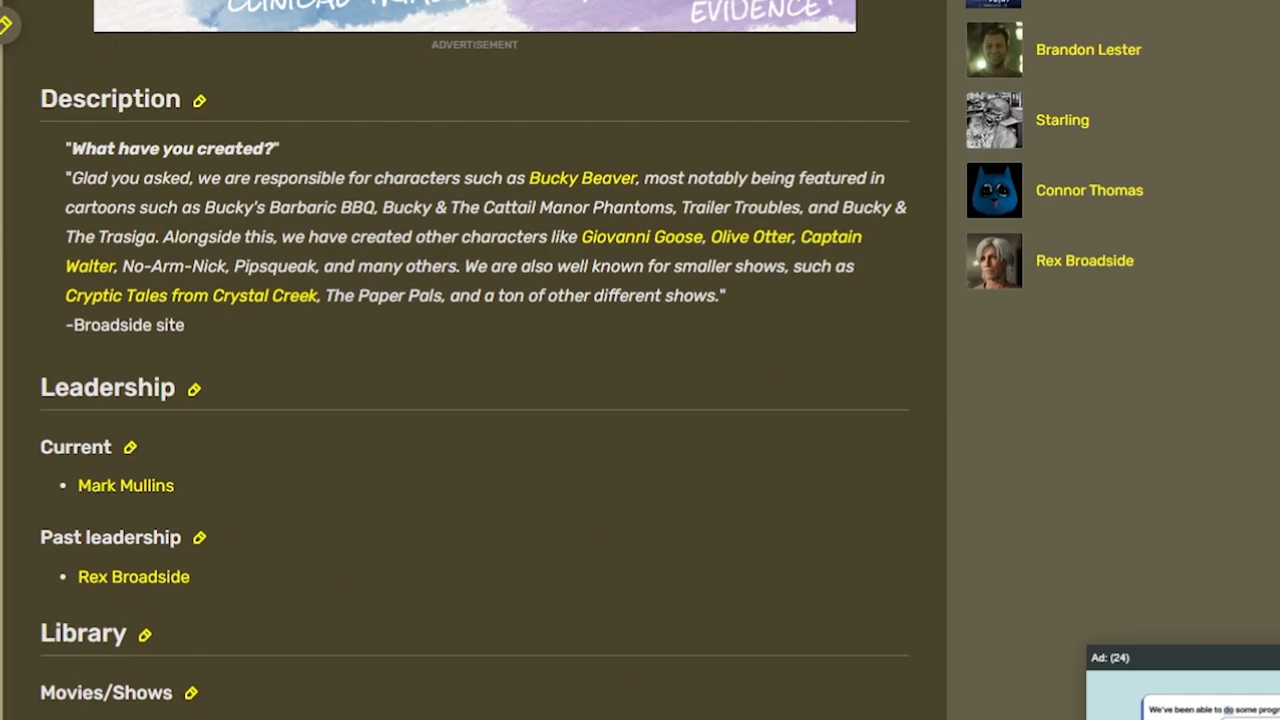 CLINICAL TRIALS
EVIDENCE?
ADVERTISEMENT
Description
"What have you created?"
"Glad you asked, we are responsible for characters such as Bucky Beaver, most notably being featured in
cartoons such as Bucky's Barbaric BBQ, Bucky & The Cattail Manor Phantoms, Trailer Troubles, and Bucky &
The Trasiga. Alongside this, we have created other characters like Giovanni Goose, Olive Otter, Captain
Walter, No-Arm-Nick, Pipsqueak, and many others. We are also well known for smaller shows, such as
Cryptic Tales from Crystal Creek, The Paper Pals, and a ton of other different shows."
-Broadside site
Leadership
Current
• Mark Mullins
Past leadership
• Rex Broadside
Library
Movies/Shows
Brandon Lester
Starling
Connor Thomas
Rex Broadside
Ad: (24)
We've been able to do some